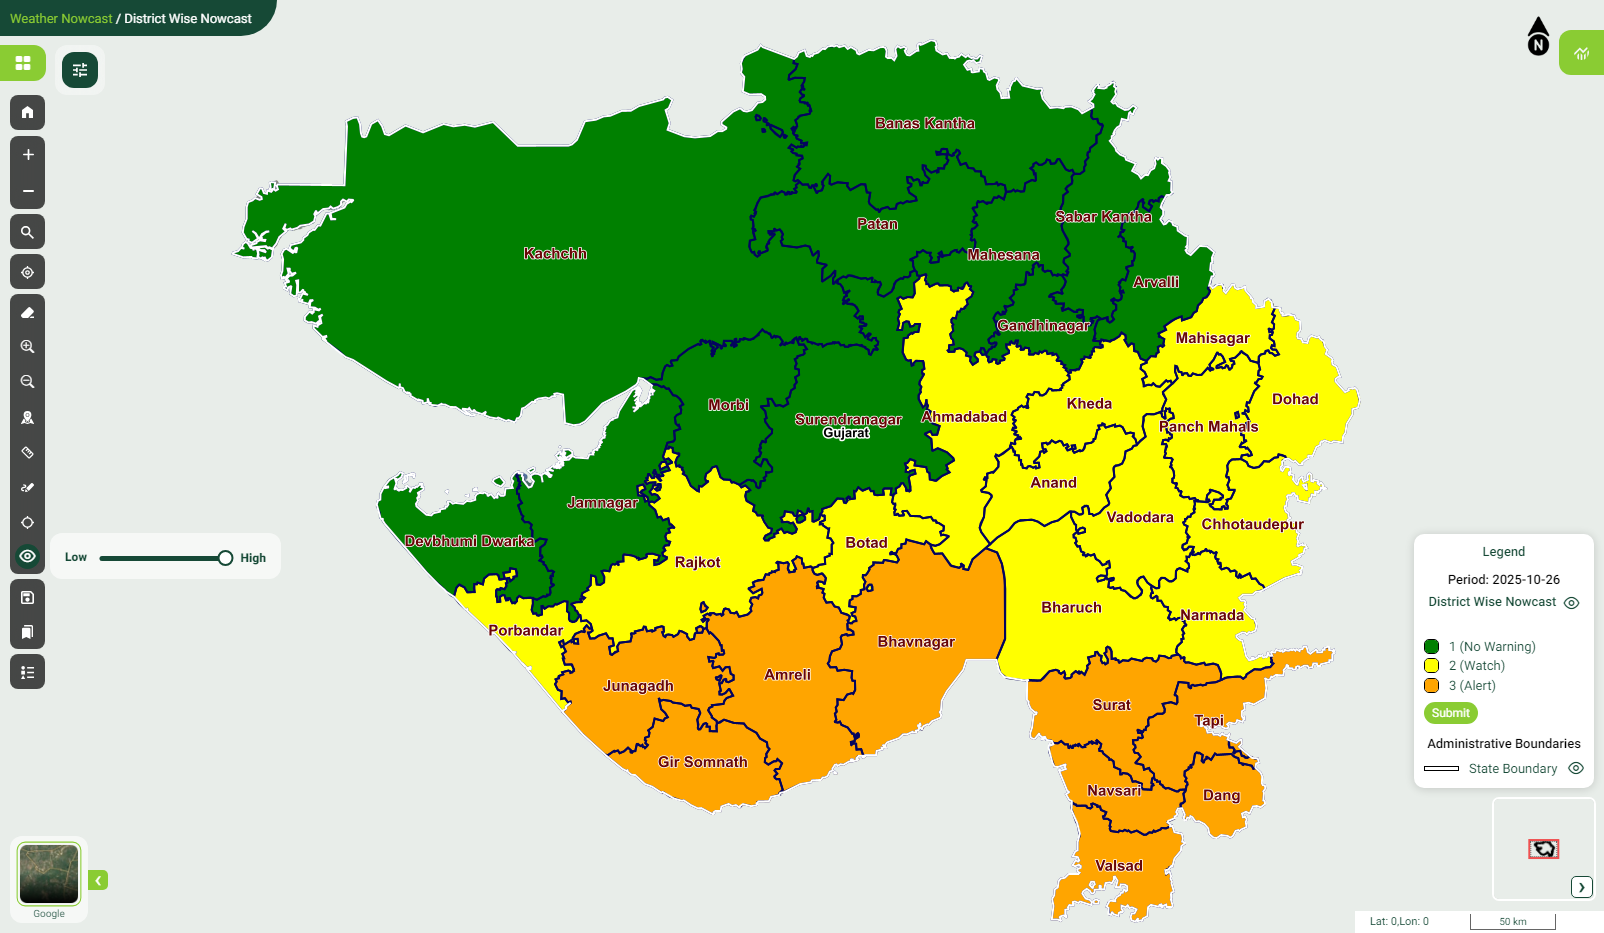 Weather Nowcast / District Wise Nowcast
N
Banas Kantha
Patan
Sabar Kantha
Kachchh
Mahesana
Arvalli
Gandhinagar
Mahisagar
Morbi
Surendranagar
Gujarat
Ahmadabad
Kheda
Dohad
Panch Mahals
Anand
Jamnagar
Vadodara
Chhotaudepur
Devbhumi Dwarka
Botad
Rajkot
Bharuch
Narmada
Porbandar
Bhavnagar
Junagadh
Amreli
Surat
Tapi
Gir Somnath
Navsari
Dang
Valsad
Low
High
Legend
Period: 2025-10-26
District Wise Nowcast
1 (No Warning)
2 (Watch)
3 (Alert)
Submit
Administrative Boundaries
State Boundary
Google
Lat: 0,Lon: 0
50 km